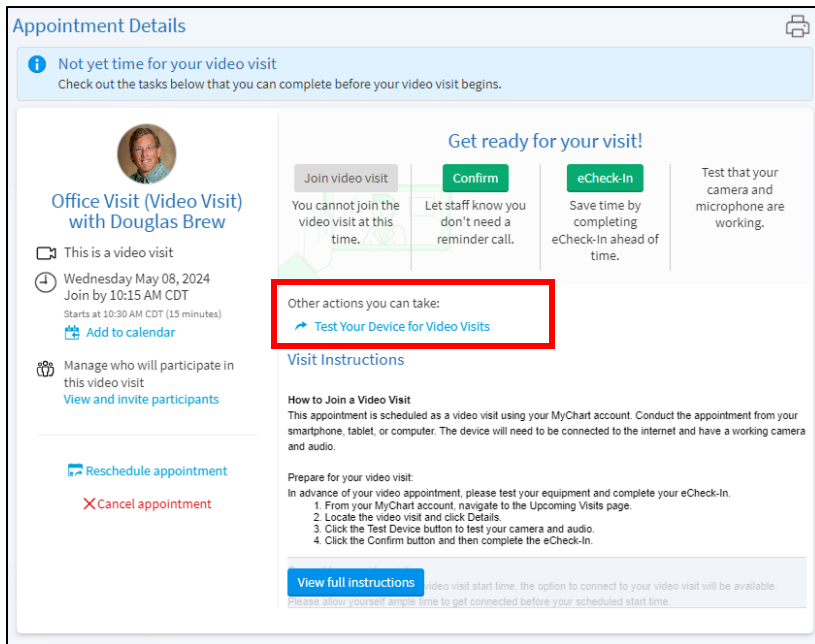 Appointment Details
Not yet time for your video visit
Check out the tasks below that you can complete before your video visit begins.
Office Visit (Video Visit)
with Douglas Brew
This is a video visit
Wednesday May 08, 2024
Join by 10:15 AM CDT
Starts at 10:30 AM CDT (15 minutes)
Add to calendar
Manage who will participate in
this video visit
View and invite participants
Reschedule appointment
Cancel appointment
Get ready for your visit!
Join video visit
You cannot join the
video visit at this
time.
Confirm
Let staff know you
don't need a
reminder call.
eCheck-In
Save time by
completing
eCheck-In ahead of
time.
Test that your
camera and
microphone are
working.
Other actions you can take:
Test Your Device for Video Visits
Visit Instructions
How to Join a Video Visit
This appointment is scheduled as a video visit using your MyChart account. Conduct the appointment from your
smartphone, tablet, or computer. The device will need to be connected to the internet and have a working camera
and audio.
Prepare for your video visit:
In advance of your video appointment, please test your equipment and complete your eCheck-In.
1. From your MyChart account, navigate to the Upcoming Visits page.
2. Locate the video visit and click Details.
3. Click the Test Device button to test your camera and audio.
4. Click the Confirm button and then complete the eCheck-In.
View full instructions
video visit start time, the option to connect to your video visit will be available.
Please allow yourself ample time to get connected before your scheduled start time.